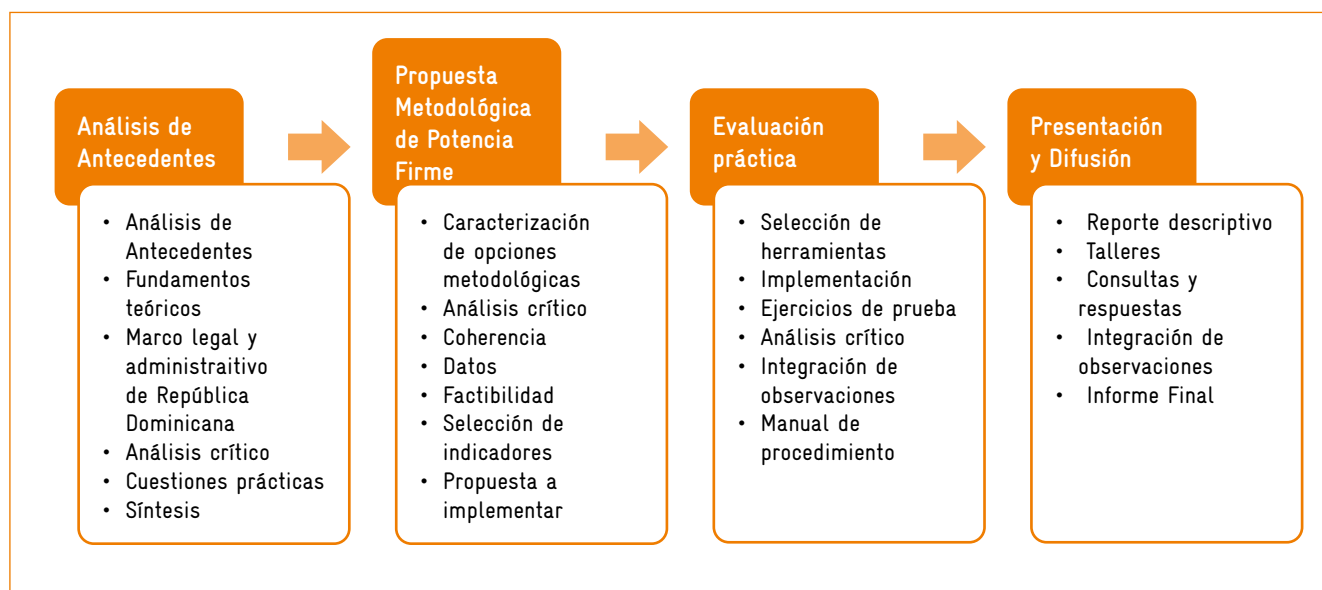 Análisis de
Antecedentes
• Análisis de
Antecedentes
• Fundamentos
teóricos
• Marco legal y
administraitivo
de República
Dominicana
• Análisis crítico
• Cuestiones prácticas
• Síntesis
Propuesta
Metodológica
de Potencia
Firme
• Caracterización
de opciones
metodológicas
• Análisis crítico
• Coherencia
• Datos
• Factibilidad
• Selección de
indicadores
• Propuesta a
implementar
Evaluación
práctica
• Selección de
herramientas
• Implementación
• Ejercicios de prueba
• Análisis crítico
• Integración de
observaciones
• Manual de
procedimiento
Presentación
y Difusión
• Reporte descriptivo
• Talleres
• Consultas y
respuestas
• Integración de
observaciones
• Informe Final